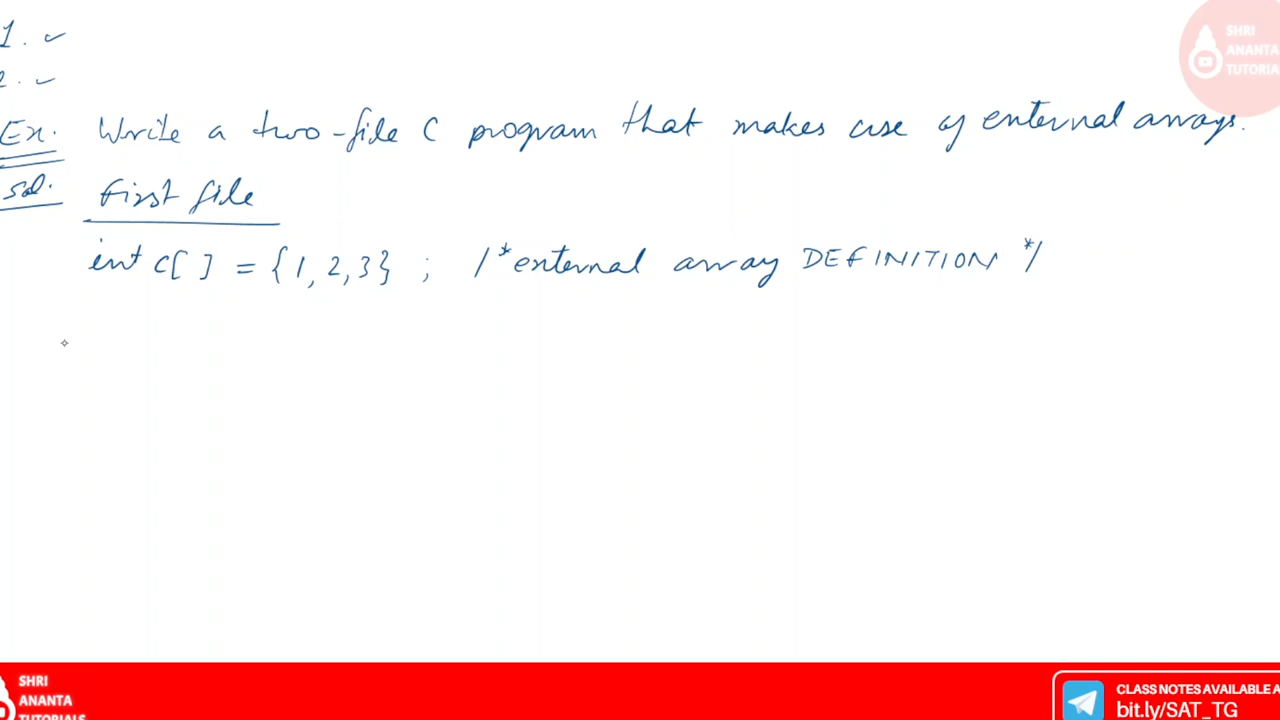 1. ✓
2. ✓
Ex. Write a two-file C program that makes use of external arrays.
Sol. First file
int c[ ] = {1, 2, 3} ; /*external array DEFINITION */
SHRI
ANANTA
TUTORIA
SHRI
ANANTA
TUTORIALS
CLASS NOTES AVAILABLE A
bit.ly/SAT_TG